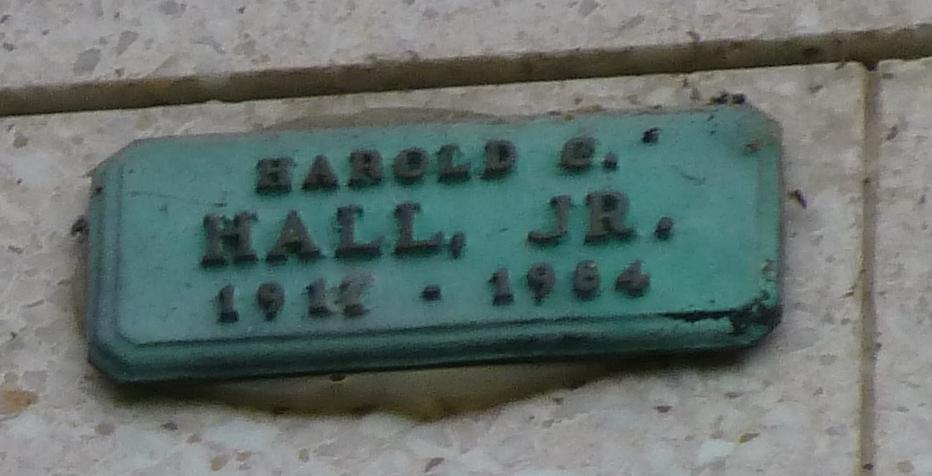 HAROLD C.
HALL, JR.
1912 · 1984